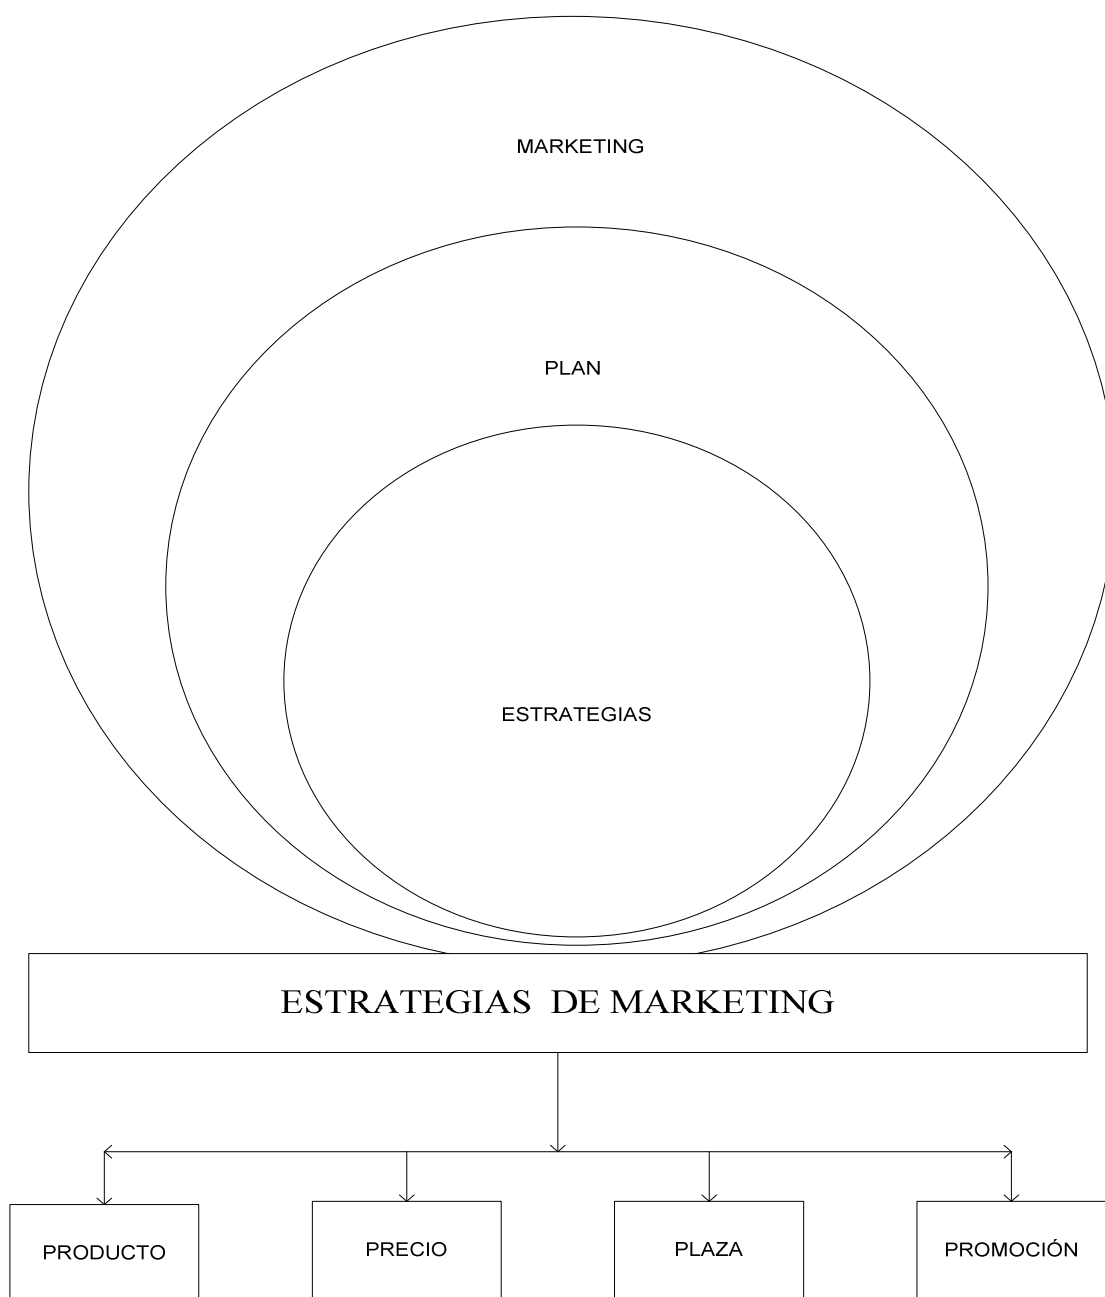 MARKETING
PLAN
ESTRATEGIAS
ESTRATEGIAS DE MARKETING
PRODUCTO
PRECIO
PLAZA
PROMOCIÓN